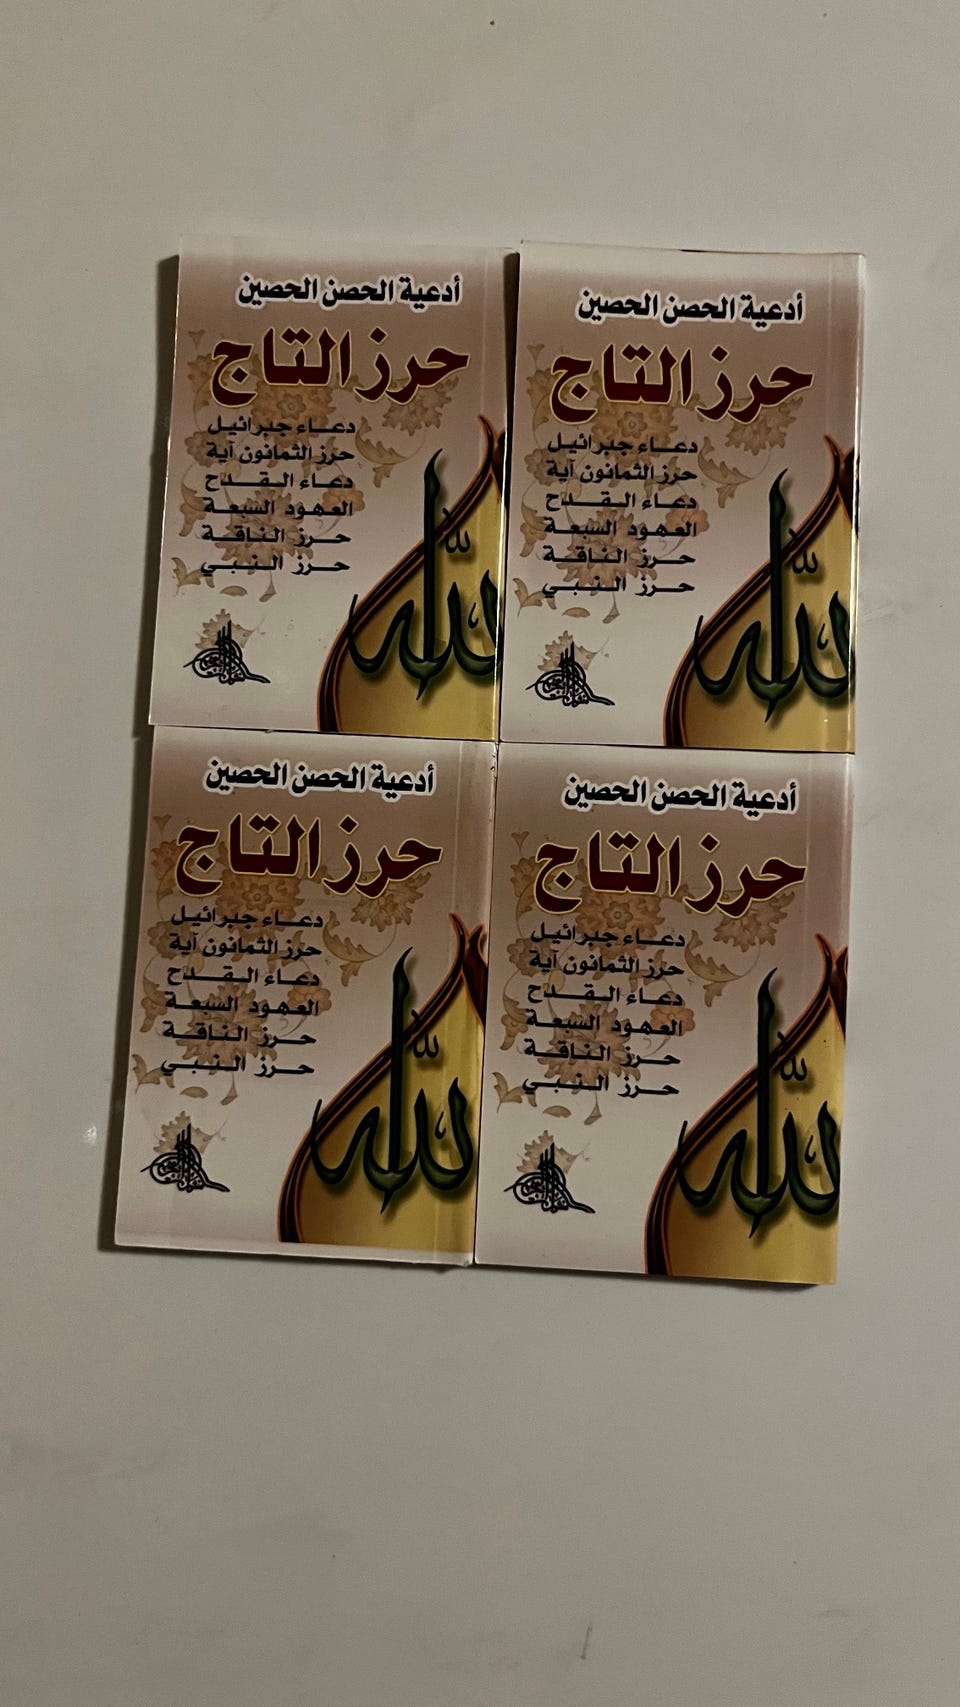 أدعية الحصن الحصين
حرز التاج
دعاء جبرائيل
حرز الثمانون آية
دعاء القدح
العهود السبعة
حرز الناقة
حرز النبي
الله
أدعية الحصن الحصين
حرز التاج
دعاء جبرائيل
حرز الثمانون آية
دعاء القدح
العهود السبعة
حرز الناقة
حرز النبي
الله
أدعية الحصن الحصين
حرز التاج
دعاء جبرائيل
حرز الثمانون آية
دعاء القدح
العهود السبعة
حرز الناقة
حرز النبي
الله
أدعية الحصن الحصين
حرز التاج
دعاء جبرائيل
حرز الثمانون آية
دعاء القدح
العهود السبعة
حرز الناقة
حرز النبي
الله